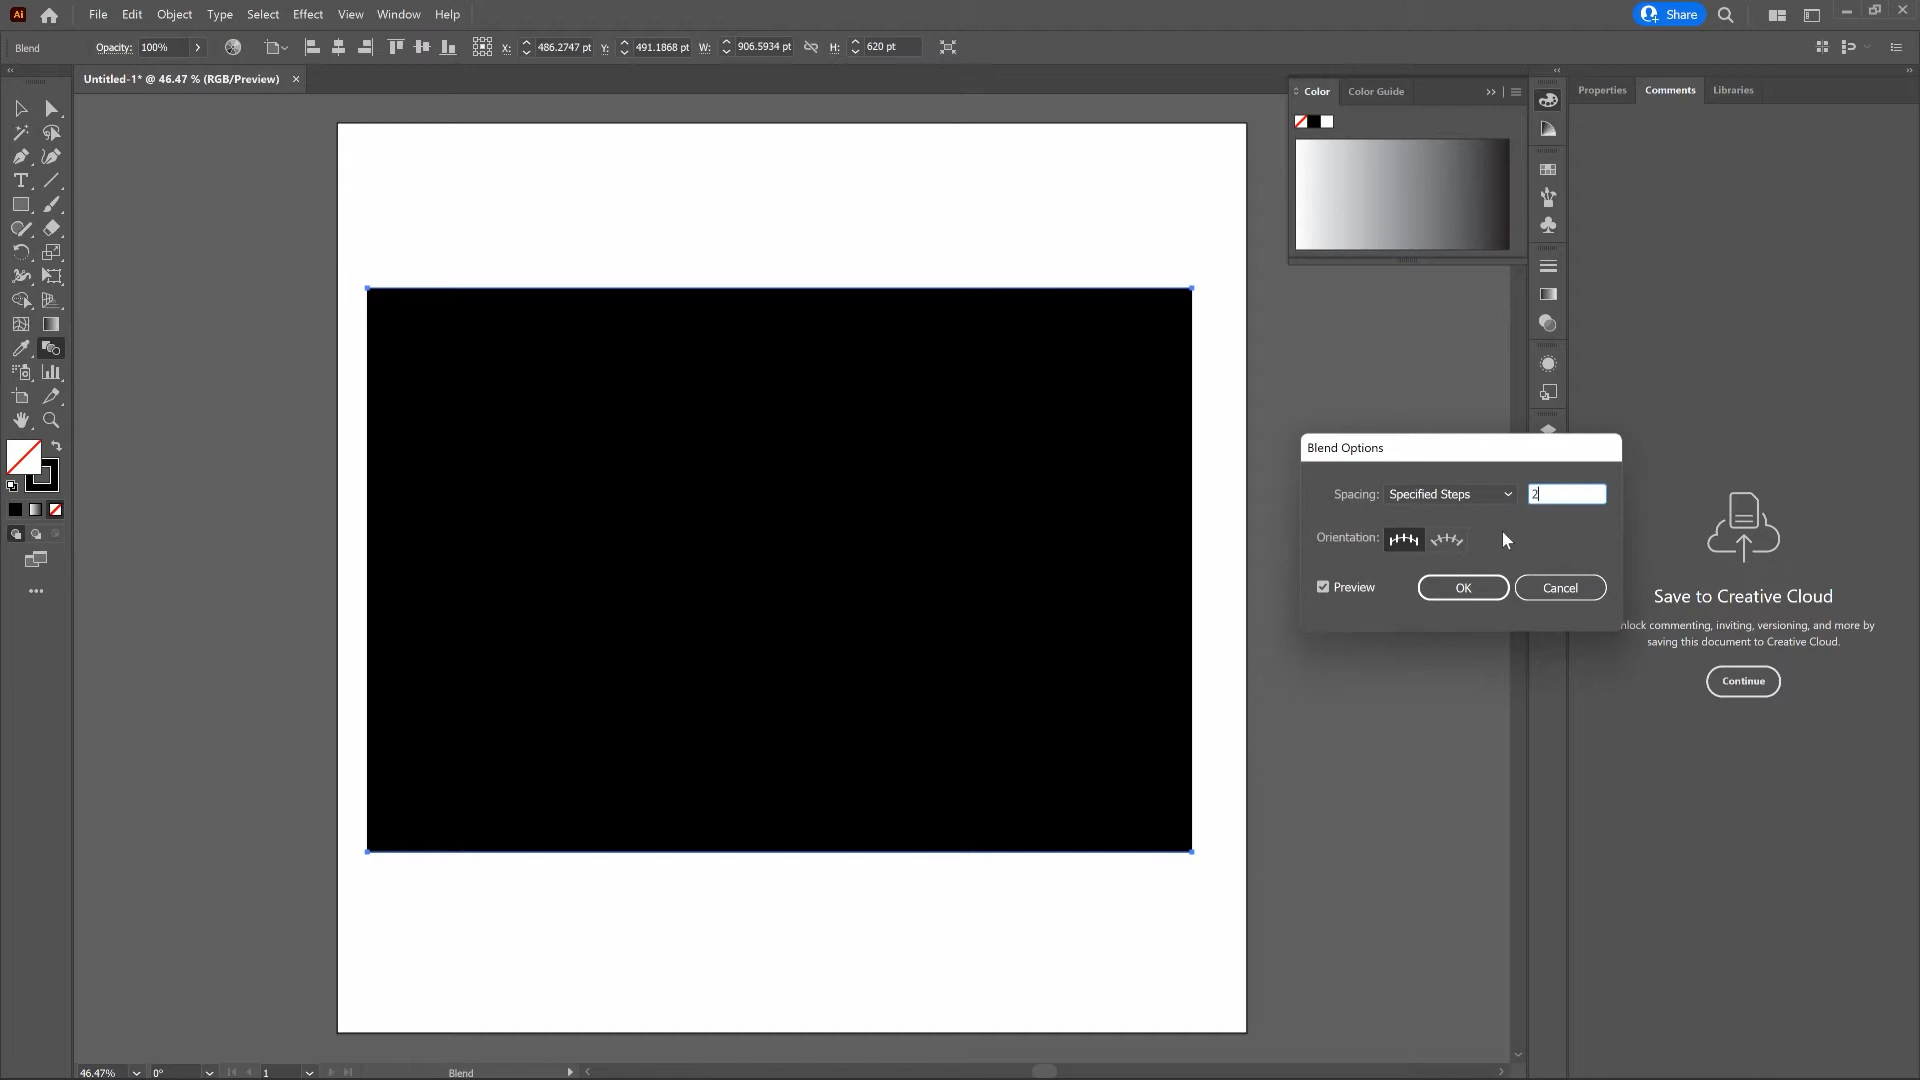 Ai File Edit Object Type Select Effect View Window Help Share
Blend Opacity: 100% X: 486.2747 pt Y: 491.1868 pt W: 906.5934 pt H: 620 pt
Untitled-1* @ 46.47 % (RGB/Preview) ×
Color Color Guide
Properties Comments Libraries
Blend Options
Spacing: Specified Steps 2
Orientation:
Preview OK Cancel
Save to Creative Cloud
nlock commenting, inviting, versioning, and more by
saving this document to Creative Cloud.
Continue
46.47% 0° 1 Blend